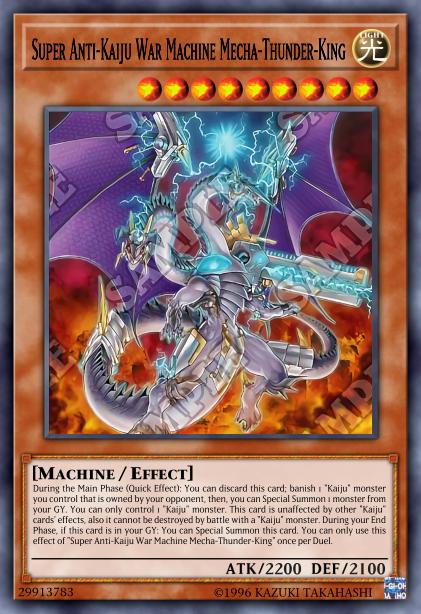 Super Anti-Kaiju War Machine Mecha-Thunder-King
LIGHT
光
SAMPLE
SAMPLE
SAMPLE
SAMPLE
[Machine / Effect]
During the Main Phase (Quick Effect): You can discard this card; banish 1 "Kaiju" monster
you control that is owned by your opponent, then, you can Special Summon 1 monster from
your GY. You can only control 1 "Kaiju" monster. This card is unaffected by other "Kaiju"
cards' effects, also it cannot be destroyed by battle with a "Kaiju" monster. During your End
Phase, if this card is in your GY: You can Special Summon this card. You can only use this
effect of "Super Anti-Kaiju War Machine Mecha-Thunder-King" once per Duel.
ATK/2200 DEF/2100
29913783
©1996 KAZUKI TAKAHASHI